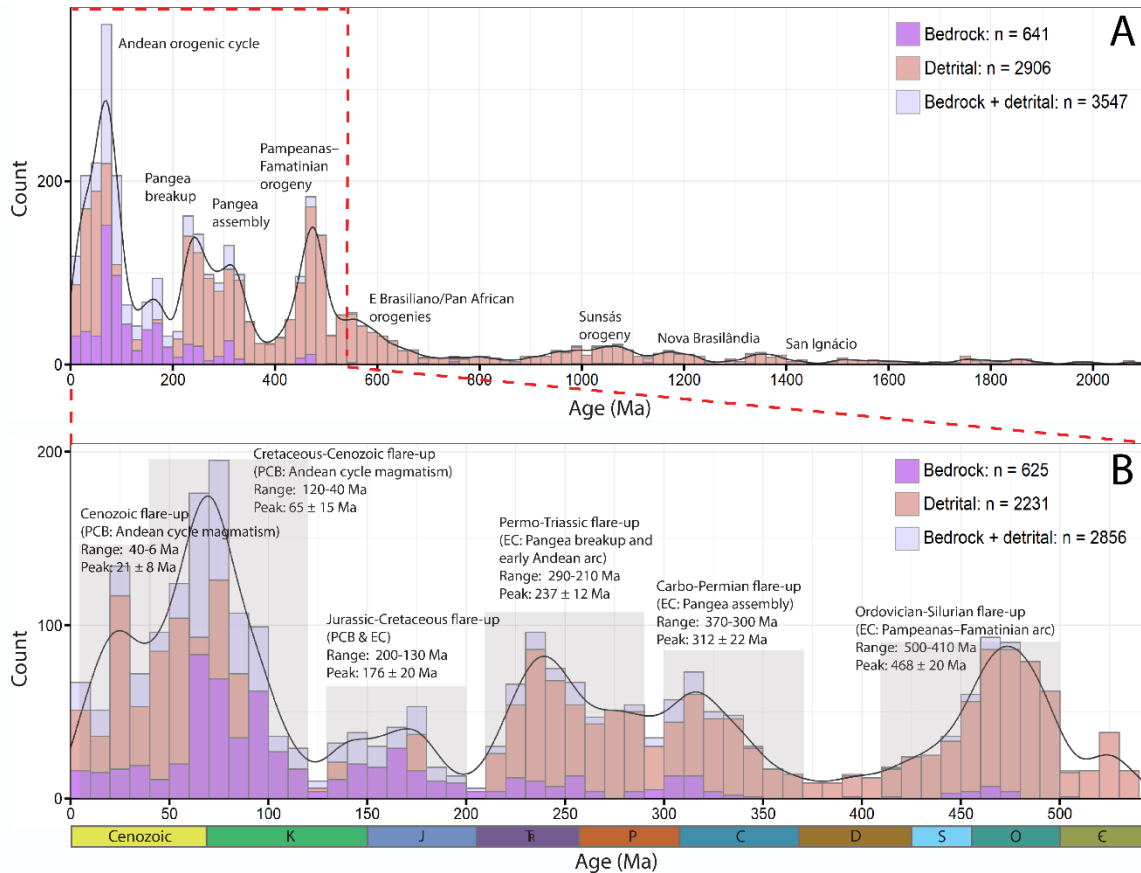 A
Andean orogenic cycle
Bedrock: n = 641
Detrital: n = 2906
Bedrock + detrital: n = 3547
Pangea
breakup
Pangea
assembly
Pampeanas–
Famatinian
orogeny
E Brasiliano/Pan African
orogenies
Sunsás
orogeny
Nova Brasilândia
San Ignácio
Count
200
0
0 200 400 600 800 1000 1200 1400 1600 1800 2000
Age (Ma)
B
Bedrock: n = 625
Detrital: n = 2231
Bedrock + detrital: n = 2856
Cretaceous-Cenozoic flare-up
(PCB: Andean cycle magmatism)
Range: 120-40 Ma
Peak: 65 ± 15 Ma
Cenozoic flare-up
(PCB: Andean cycle magmatism)
Range: 40-6 Ma
Peak: 21 ± 8 Ma
Jurassic-Cretaceous flare-up
(PCB & EC)
Range: 200-130 Ma
Peak: 176 ± 20 Ma
Permo-Triassic flare-up
(EC: Pangea breakup and
early Andean arc)
Range: 290-210 Ma
Peak: 237 ± 12 Ma
Carbo-Permian flare-up
(EC: Pangea assembly)
Range: 370-300 Ma
Peak: 312 ± 22 Ma
Ordovician-Silurian flare-up
(EC: Pampeanas–Famatinian arc)
Range: 500-410 Ma
Peak: 468 ± 20 Ma
Count
200
100
0
0 50 100 150 200 250 300 350 400 450 500
Cenozoic K J TR P C D S O Є
Age (Ma)